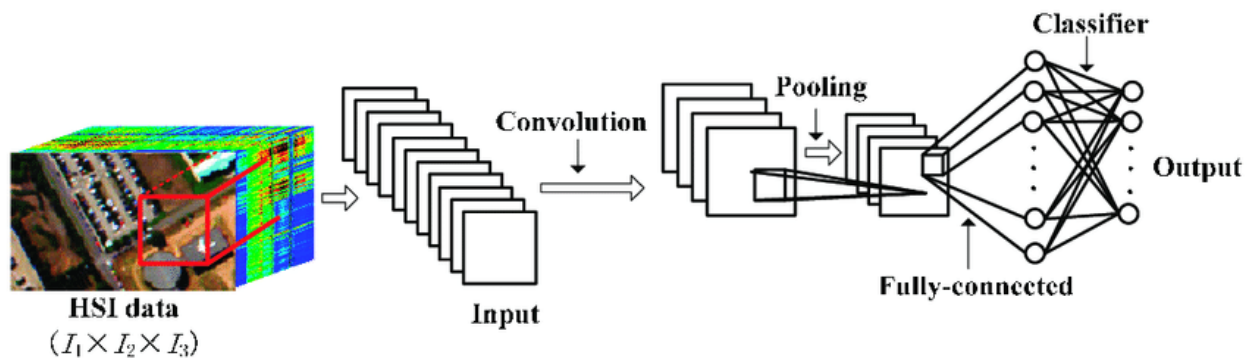 Classifier
Pooling
Convolution
Output
Fully-connected
HSI data
Input
(I₁×I₂×I₃)